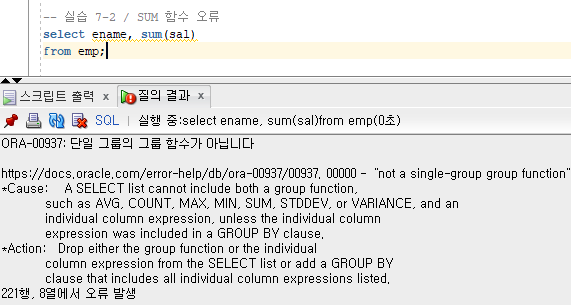 -- 실습 7-2 / SUM 함수 오류
select ename, sum(sal)
from emp;
스크립트 출력 x 질의 결과 x
SQL | 실행 중:select ename, sum(sal)from emp(0초)
ORA-00937: 단일 그룹의 그룹 함수가 아닙니다
https://docs.oracle.com/error-help/db/ora-00937/00937. 00000 - "not a single-group group function"
*Cause: A SELECT list cannot include both a group function,
such as AVG, COUNT, MAX, MIN, SUM, STDDEV, or VARIANCE, and an
individual column expression, unless the individual column
expression was included in a GROUP BY clause.
*Action: Drop either the group function or the individual
column expression from the SELECT list or add a GROUP BY
clause that includes all individual column expressions listed.
221행, 8열에서 오류 발생